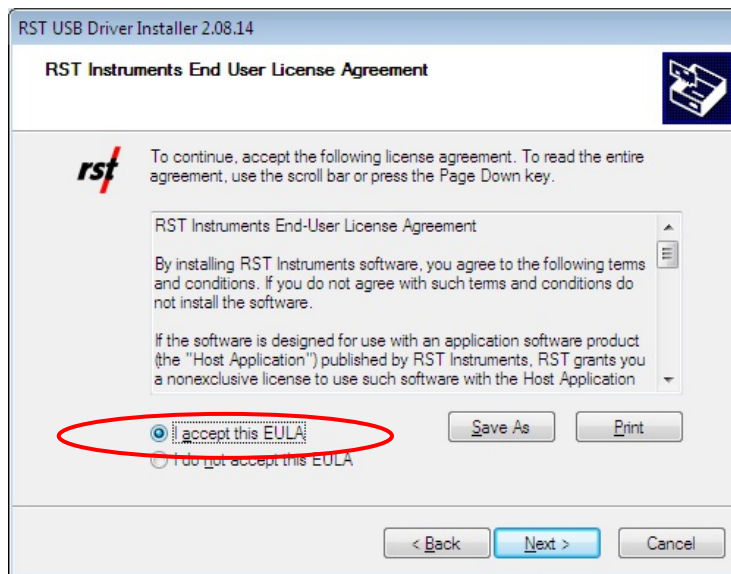 RST USB Driver Installer 2.08.14
RST Instruments End User License Agreement
rst
To continue, accept the following license agreement. To read the entire
agreement, use the scroll bar or press the Page Down key.
RST Instruments End-User License Agreement
By installing RST Instruments software, you agree to the following terms
and conditions. If you do not agree with such terms and conditions do
not install the software.
If the software is designed for use with an application software product
(the "Host Application") published by RST Instruments, RST grants you
a nonexclusive license to use such software with the Host Application
I accept this EULA
I do not accept this EULA
Save As
Print
< Back
Next >
Cancel